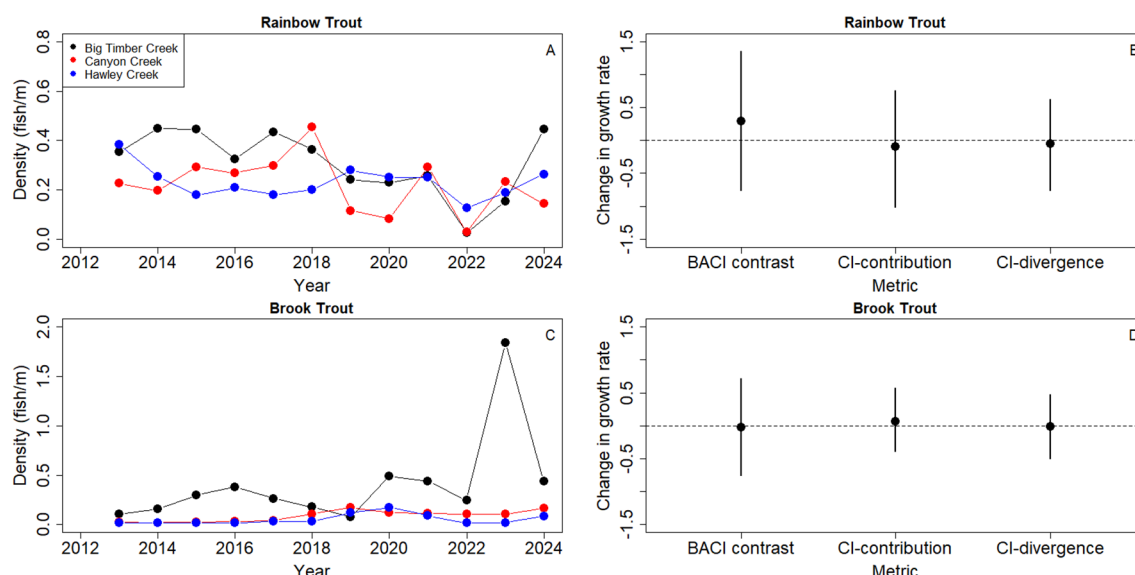 Rainbow Trout
A
Big Timber Creek
Canyon Creek
Hawley Creek
Density (fish/m)
0.8
0.6
0.4
0.2
0.0
2012 2014 2016 2018 2020 2022 2024
Year
Rainbow Trout
Change in growth rate
1.5
0.5
-0.5
-1.5
BACI contrast CI-contribution CI-divergence
Metric
Brook Trout
C
Density (fish/m)
2.0
1.5
1.0
0.5
0.0
2012 2014 2016 2018 2020 2022 2024
Year
Brook Trout
D
Change in growth rate
1.5
0.5
-0.5
-1.5
BACI contrast CI-contribution CI-divergence
Metric